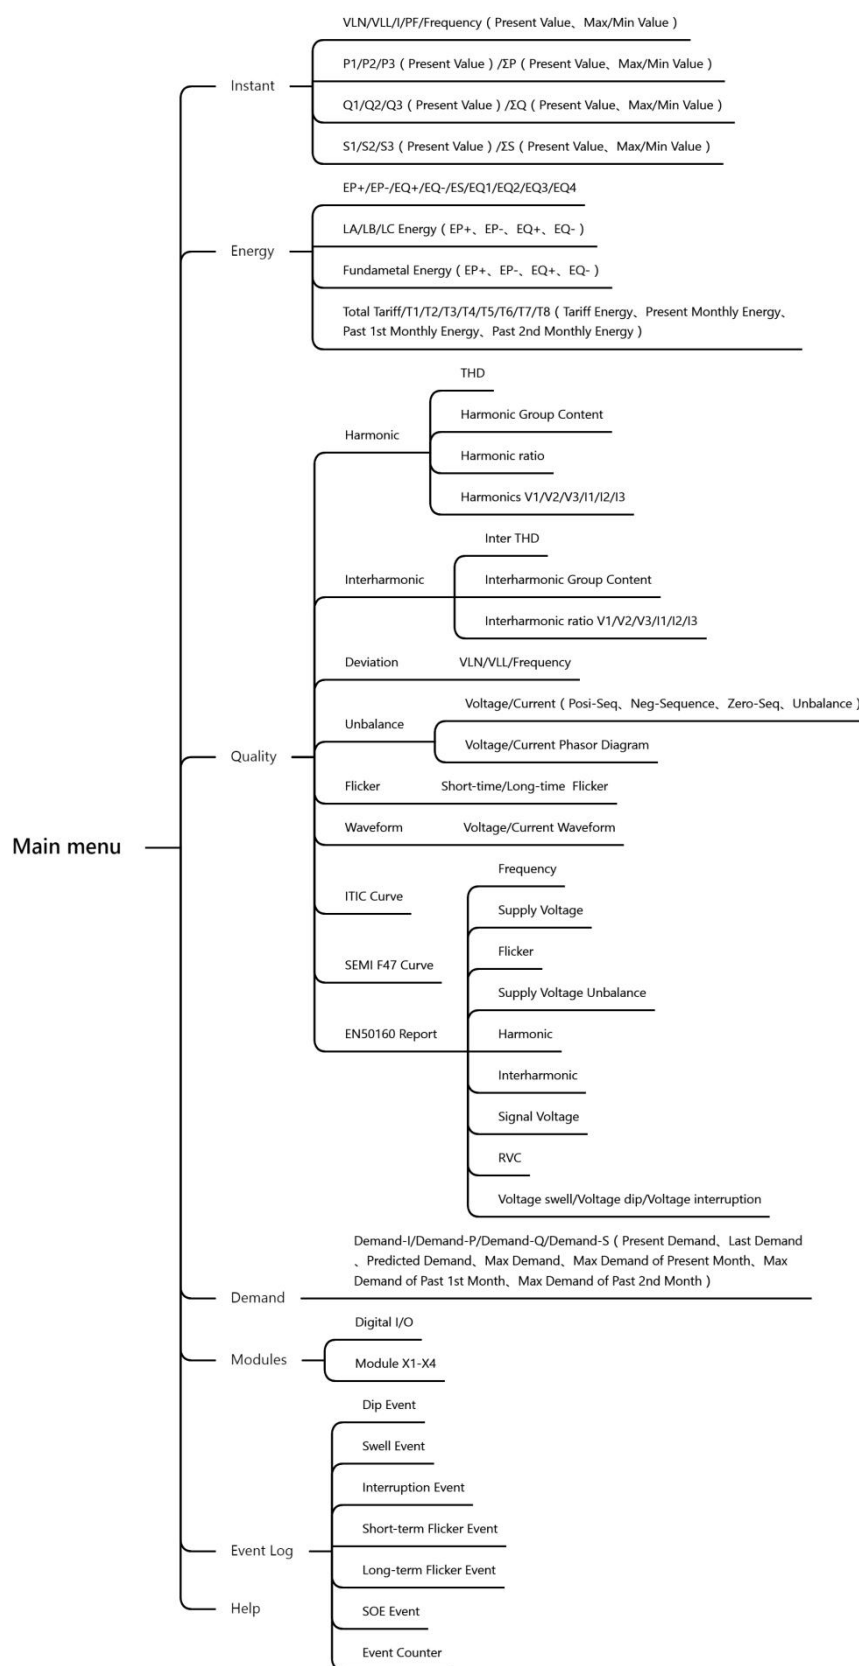 VLN/VLL/I/PF/Frequency ( Present Value、Max/Min Value )
P1/P2/P3 ( Present Value ) /ΣP ( Present Value、Max/Min Value )
Instant
Q1/Q2/Q3 ( Present Value ) /ΣQ ( Present Value、Max/Min Value )
S1/S2/S3 ( Present Value ) /ΣS ( Present Value、Max/Min Value )
EP+/EP-/EQ+/EQ-/ES/EQ1/EQ2/EQ3/EQ4
LA/LB/LC Energy ( EP+、EP-、EQ+、EQ- )
Energy
Fundametal Energy ( EP+、EP-、EQ+、EQ- )
Total Tariff/T1/T2/T3/T4/T5/T6/T7/T8 ( Tariff Energy、Present Monthly Energy、
Past 1st Monthly Energy、Past 2nd Monthly Energy )
THD
Harmonic Group Content
Harmonic
Harmonic ratio
Harmonics V1/V2/V3/I1/I2/I3
Inter THD
Interharmonic
Interharmonic Group Content
Interharmonic ratio V1/V2/V3/I1/I2/I3
Deviation
VLN/VLL/Frequency
Voltage/Current ( Posi-Seq、Neg-Sequence、Zero-Seq、Unbalance )
Unbalance
Voltage/Current Phasor Diagram
Quality
Flicker
Short-time/Long-time Flicker
Waveform
Voltage/Current Waveform
Main menu
Frequency
ITIC Curve
Supply Voltage
Flicker
SEMI F47 Curve
Supply Voltage Unbalance
EN50160 Report
Harmonic
Interharmonic
Signal Voltage
RVC
Voltage swell/Voltage dip/Voltage interruption
Demand-I/Demand-P/Demand-Q/Demand-S ( Present Demand、Last Demand
、Predicted Demand、Max Demand、Max Demand of Present Month、Max
Demand of Past 1st Month、Max Demand of Past 2nd Month )
Demand
Digital I/O
Modules
Module X1-X4
Dip Event
Swell Event
Interruption Event
Short-term Flicker Event
Event Log
Long-term Flicker Event
Help
SOE Event
Event Counter